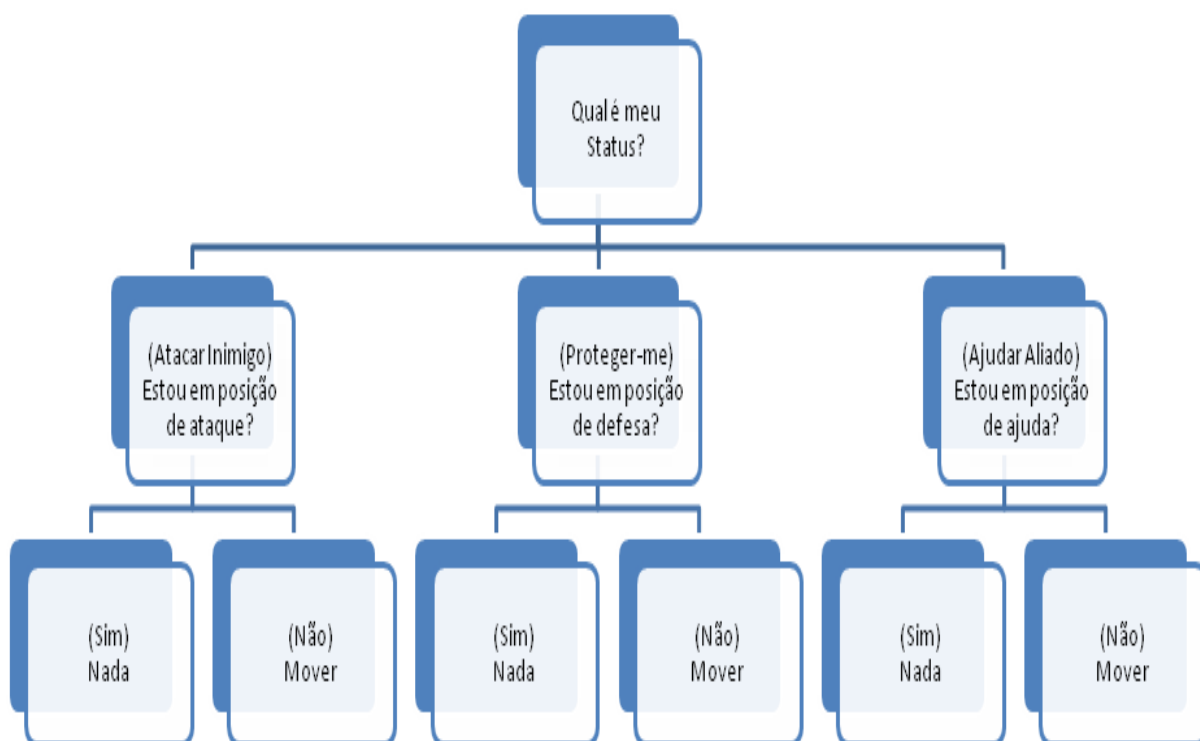 Qual é meu
Status?
(Atacar Inimigo)
Estou em posição
de ataque?
(Proteger-me)
Estou em posição
de defesa?
(Ajudar Aliado)
Estou em posição
de ajuda?
(Sim)
Nada
(Não)
Mover
(Sim)
Nada
(Não)
Mover
(Sim)
Nada
(Não)
Mover